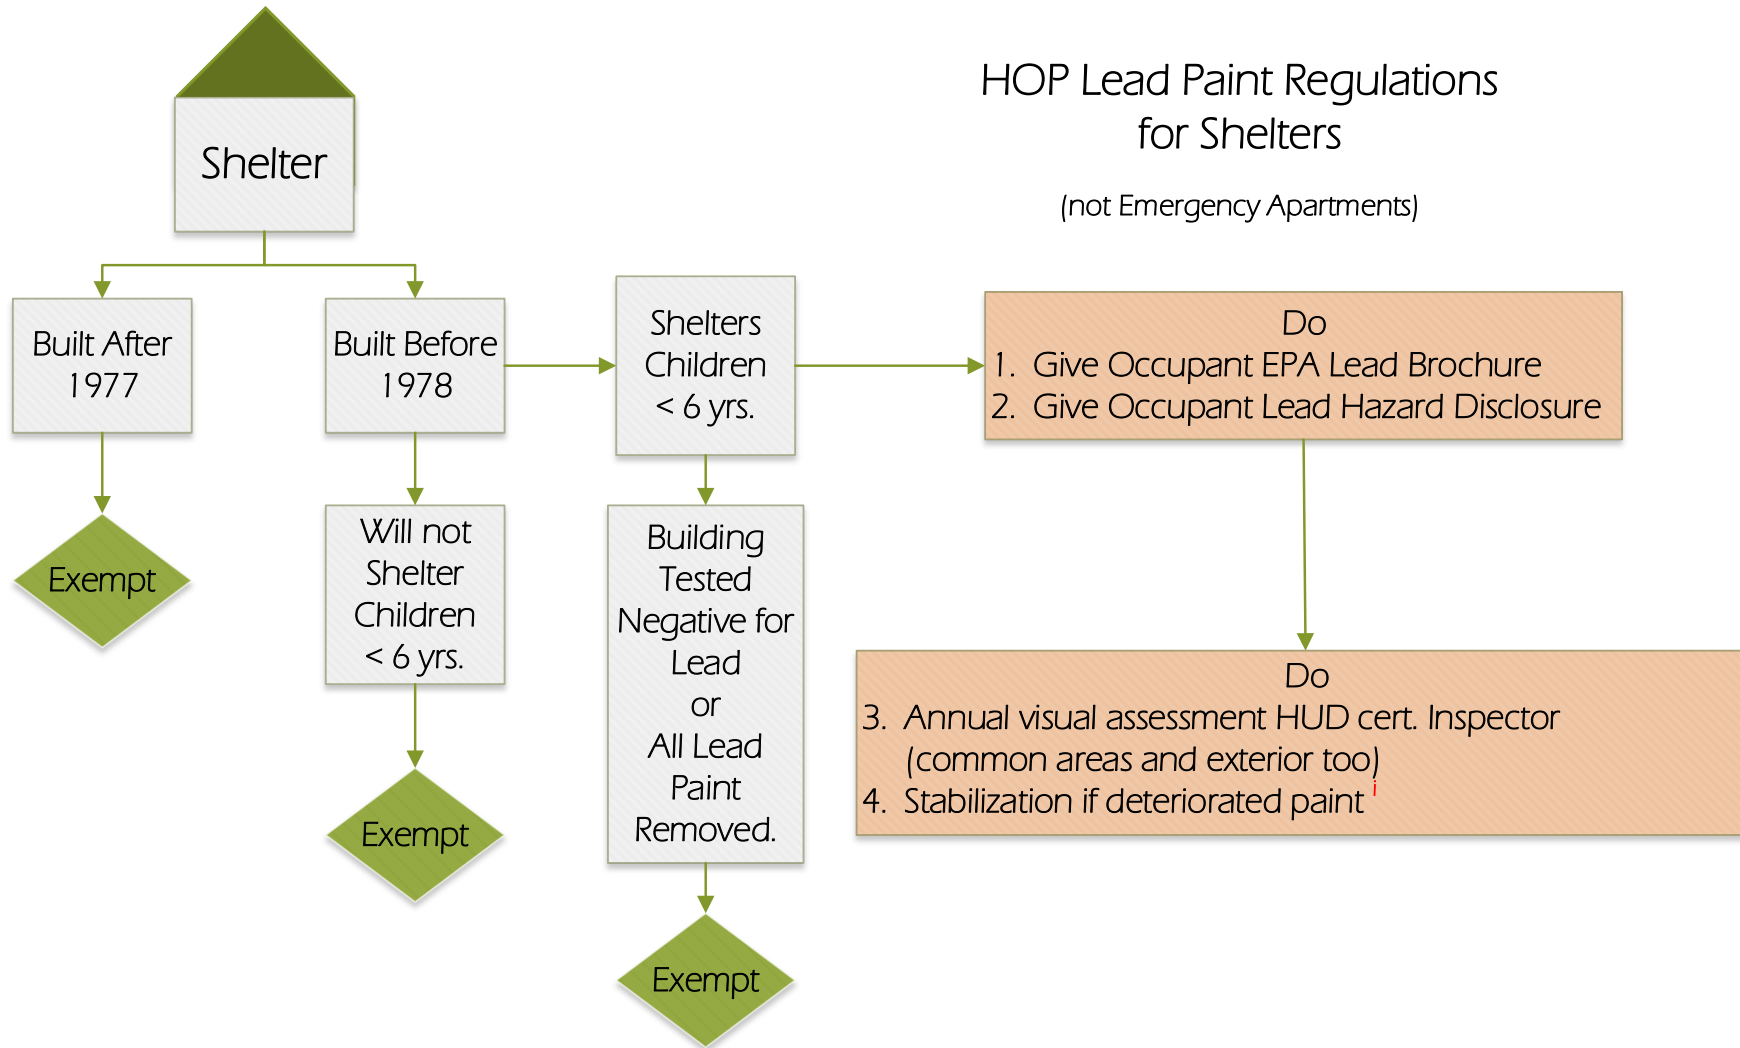 HOP Lead Paint Regulations
for Shelters
(not Emergency Apartments)
Shelter
Built After
1977
Exempt
Built Before
1978
Will not
Shelter
Children
< 6 yrs.
Exempt
Shelters
Children
< 6 yrs.
Building
Tested
Negative for
Lead
or
All Lead
Paint
Removed.
Exempt
Do
1. Give Occupant EPA Lead Brochure
2. Give Occupant Lead Hazard Disclosure
Do
3. Annual visual assessment HUD cert. Inspector
(common areas and exterior too)
4. Stabilization if deteriorated paint i